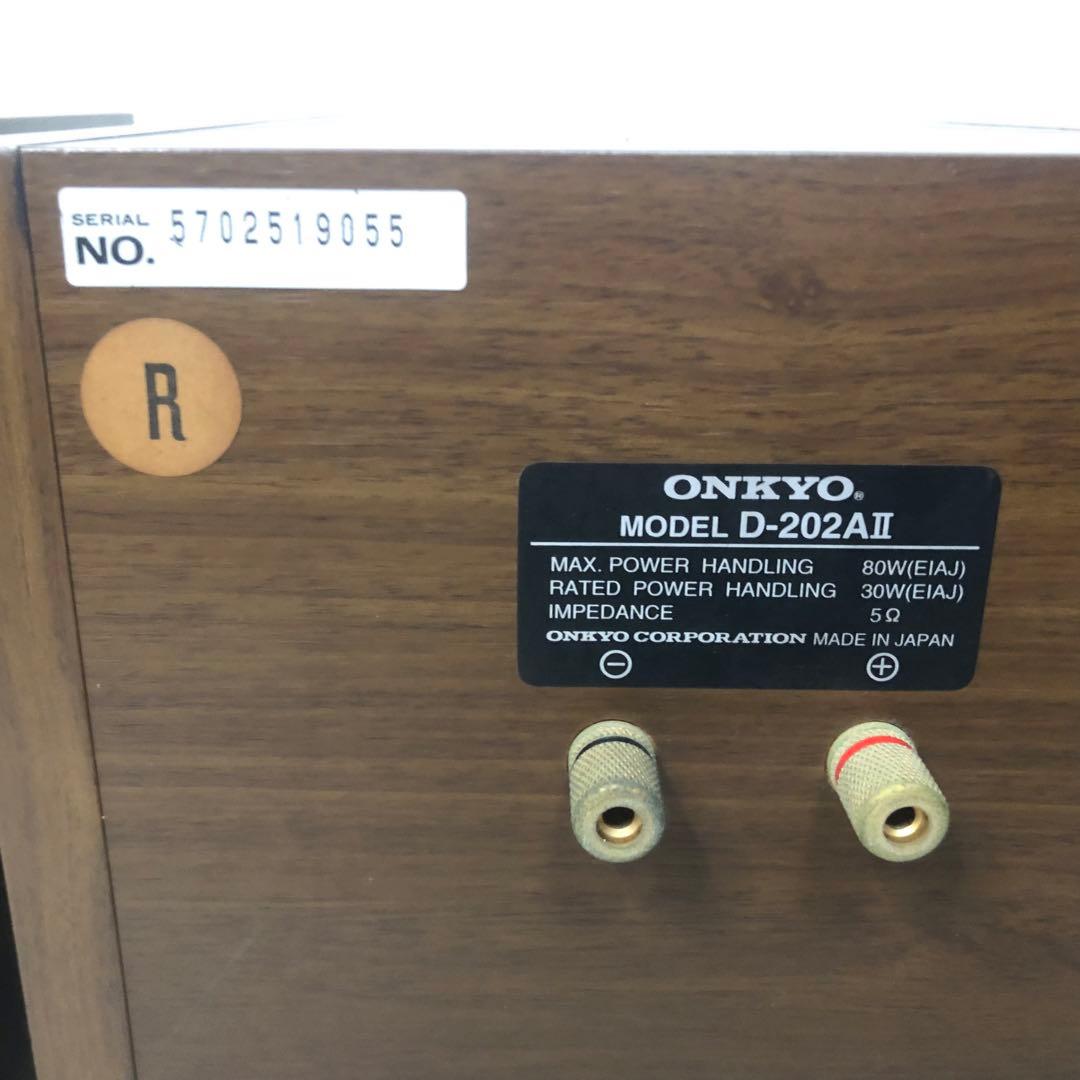 SERIAL
NO. 5702519055
R
ONKYO®
MODEL D-202AⅡ
MAX. POWER HANDLING 80W(EIAJ)
RATED POWER HANDLING 30W(EIAJ)
IMPEDANCE 5Ω
ONKYO CORPORATION MADE IN JAPAN
⊖ ⊕